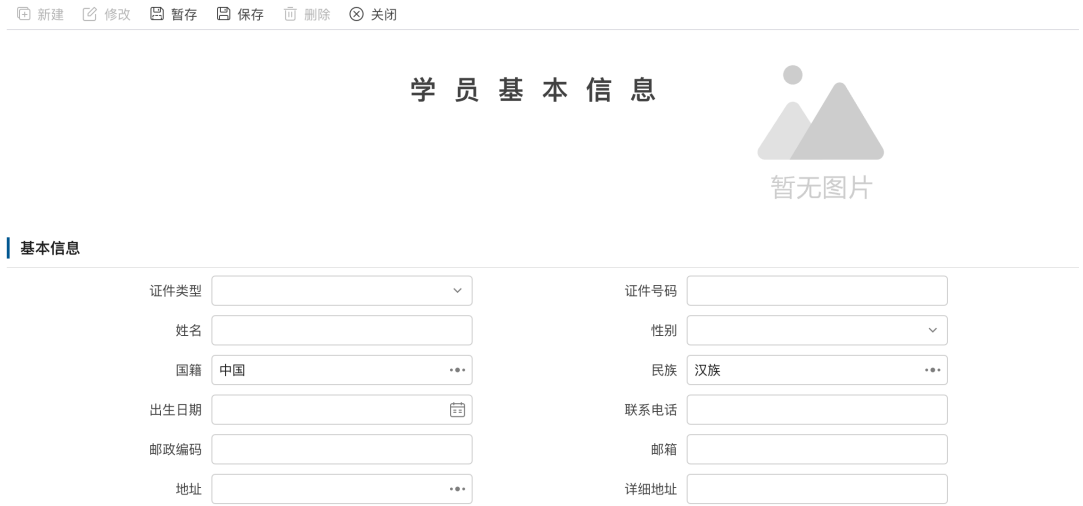 新建 修改 暂存 保存 删除 关闭
学员基本信息
暂无图片
基本信息
证件类型 证件号码
姓名 性别
国籍 中国 民族 汉族
出生日期 联系电话
邮政编码 邮箱
地址 详细地址